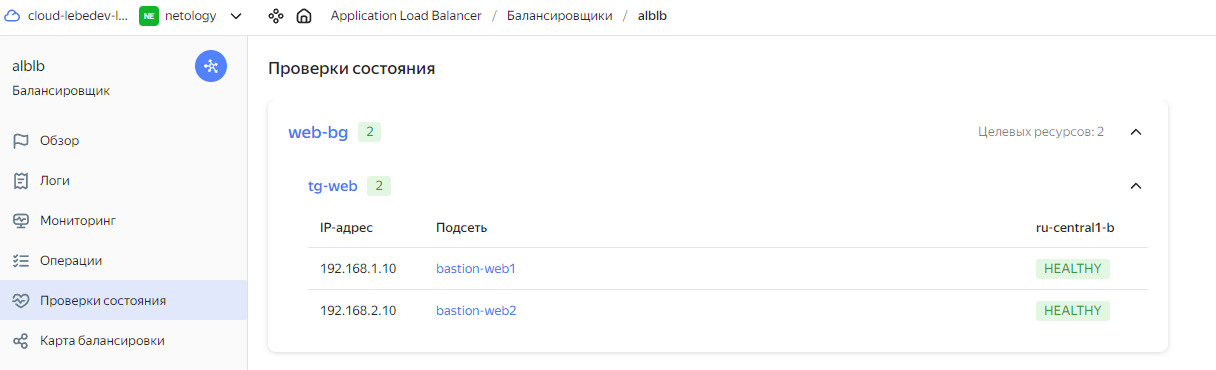 cloud-lebedev-l... NE netology Application Load Balancer / Балансировщики / alblb
alblb
Балансировщик
Обзор
Логи
Мониторинг
Операции
Проверки состояния
Карта балансировки
Проверки состояния
web-bg 2 Целевых ресурсов: 2
tg-web 2
IP-адрес Подсеть ru-central1-b
192.168.1.10 bastion-web1 HEALTHY
192.168.2.10 bastion-web2 HEALTHY